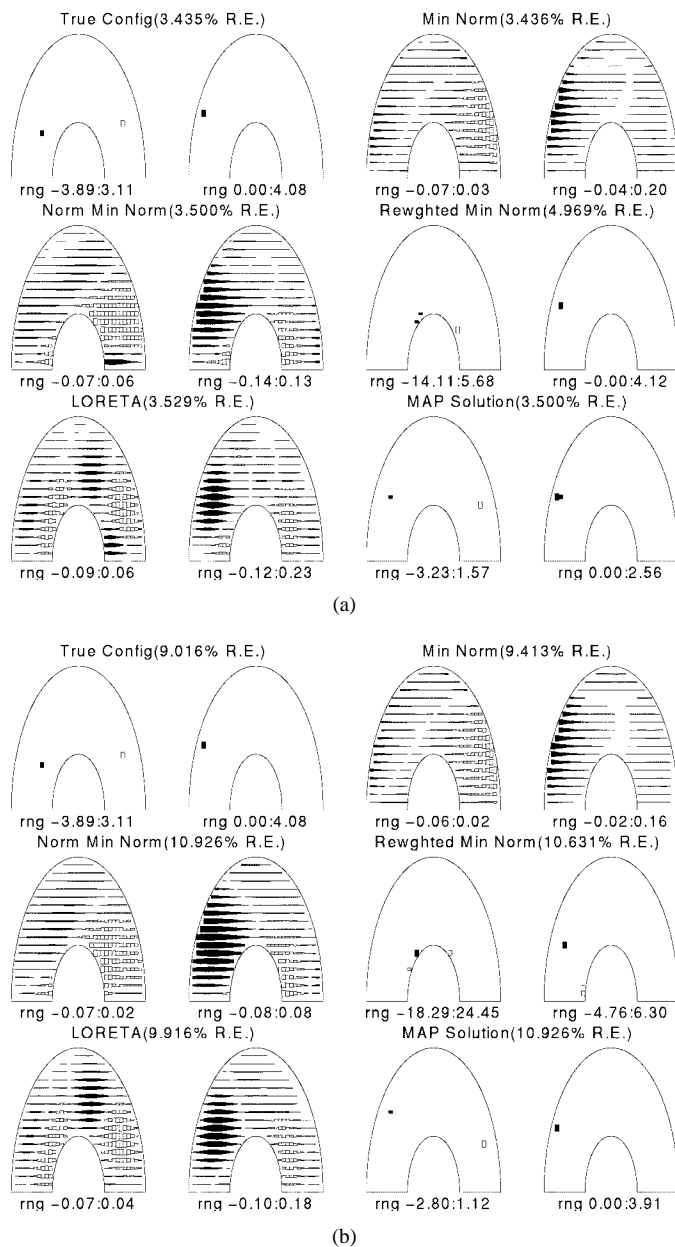 True Config(3.435% R.E.)
Min Norm(3.436% R.E.)
rng −3.89:3.11
rng 0.00:4.08
rng −0.07:0.03
rng −0.04:0.20
Norm Min Norm(3.500% R.E.)
Rewghted Min Norm(4.969% R.E.)
rng −0.07:0.06
rng −0.14:0.13
rng −14.11:5.68
rng −0.00:4.12
LORETA(3.529% R.E.)
MAP Solution(3.500% R.E.)
rng −0.09:0.06
rng −0.12:0.23
rng −3.23:1.57
rng 0.00:2.56
(a)
True Config(9.016% R.E.)
Min Norm(9.413% R.E.)
rng −3.89:3.11
rng 0.00:4.08
rng −0.06:0.02
rng −0.02:0.16
Norm Min Norm(10.926% R.E.)
Rewghted Min Norm(10.631% R.E.)
rng −0.07:0.02
rng −0.08:0.08
rng −18.29:24.45
rng −4.76:6.30
LORETA(9.916% R.E.)
MAP Solution(10.926% R.E.)
rng −0.07:0.04
rng −0.10:0.18
rng −2.80:1.12
rng 0.00:3.91
(b)